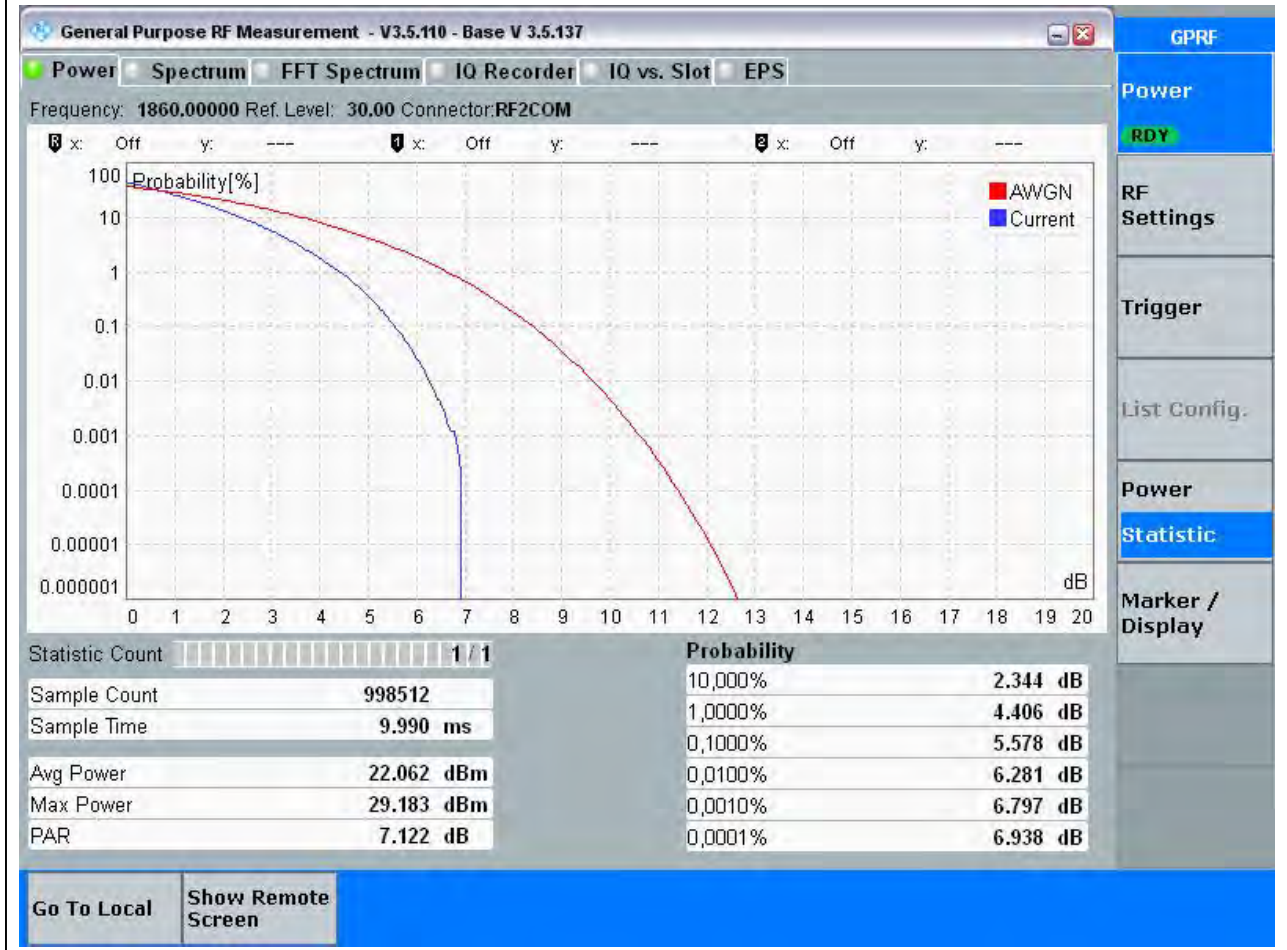 General Purpose RF Measurement - V3.5.110 - Base V 3.5.137
GPRF
Power Spectrum FFT Spectrum IQ Recorder IQ vs. Slot EPS
Frequency: 1860.00000 Ref. Level: 30.00 Connector:RF2COM
R x: Off y: --- 1 x: Off y: --- 2 x: Off y: ---
Probability[%]
AWGN
Current
100
10
1
0.1
0.01
0.001
0.0001
0.00001
0.000001
dB
0 1 2 3 4 5 6 7 8 9 10 11 12 13 14 15 16 17 18 19 20
Statistic Count 1 / 1
Sample Count 998512
Sample Time 9.990 ms
Avg Power 22.062 dBm
Max Power 29.183 dBm
PAR 7.122 dB
Probability
10,000% 2.344 dB
1,0000% 4.406 dB
0,1000% 5.578 dB
0,0100% 6.281 dB
0,0010% 6.797 dB
0,0001% 6.938 dB
Power
RDY
RF
Settings
Trigger
List Config.
Power
Statistic
Marker /
Display
Go To Local
Show Remote
Screen